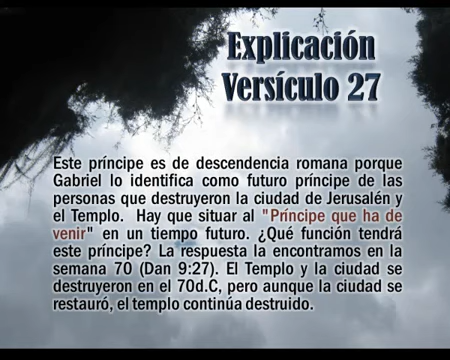 Explicación
Versículo 27
Este príncipe es de descendencia romana porque
Gabriel lo identifica como futuro príncipe de las
personas que destruyeron la ciudad de Jerusalén y
el Templo. Hay que situar al "Príncipe que ha de
venir" en un tiempo futuro. ¿Qué función tendrá
este príncipe? La respuesta la encontramos en la
semana 70 (Dan 9:27). El Templo y la ciudad se
destruyeron en el 70d.C, pero aunque la ciudad se
restauró, el templo continúa destruido.